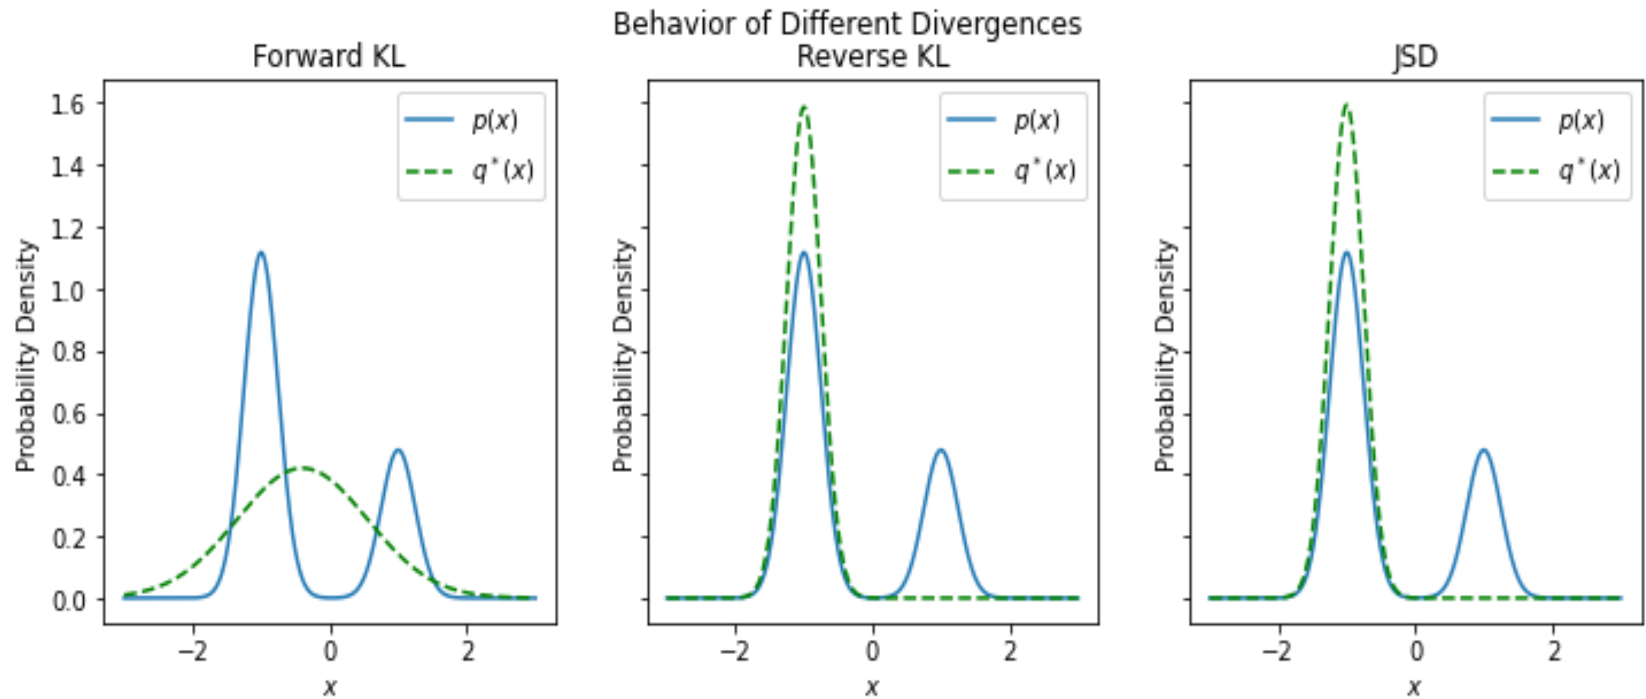 Behavior of Different Divergences
Forward KL
Probability Density
1.6
1.4
1.2
1.0
0.8
0.6
0.4
0.2
0.0
p(x)
q*(x)
−2 0 2
x
Reverse KL
Probability Density
p(x)
q*(x)
−2 0 2
x
JSD
Probability Density
p(x)
q*(x)
−2 0 2
x